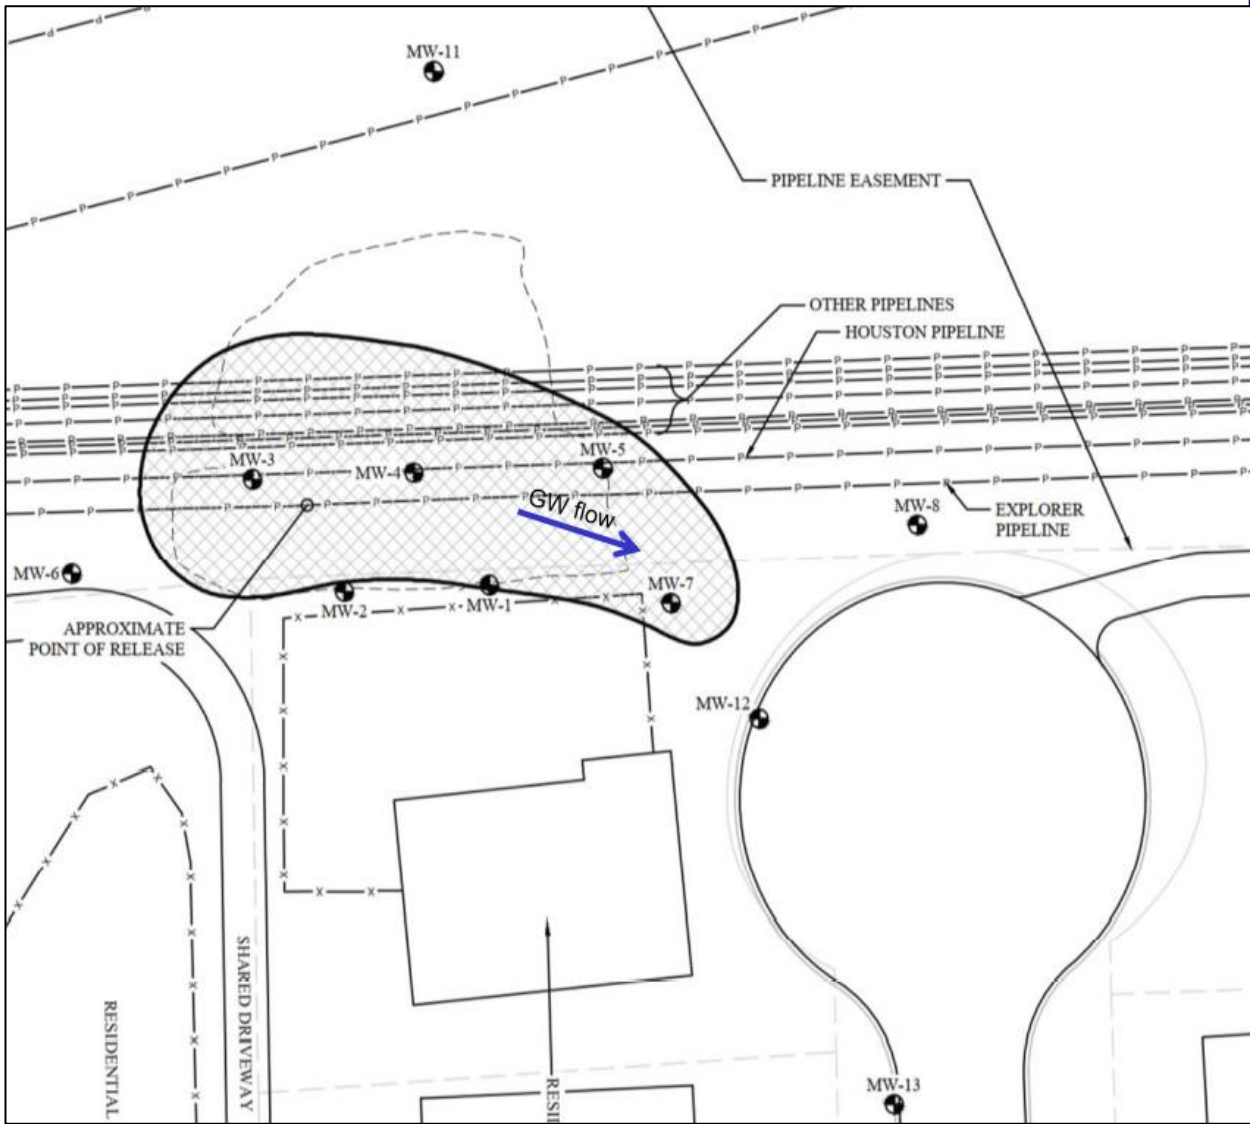 MW-11
PIPELINE EASEMENT
OTHER PIPELINES
HOUSTON PIPELINE
MW-3
MW-4
MW-5
GW flow
MW-8
EXPLORER
PIPELINE
MW-6
MW-2
MW-1
MW-7
APPROXIMATE
POINT OF RELEASE
MW-12
SHARED DRIVEWAY
RESIDENTIAL
RESI
MW-13